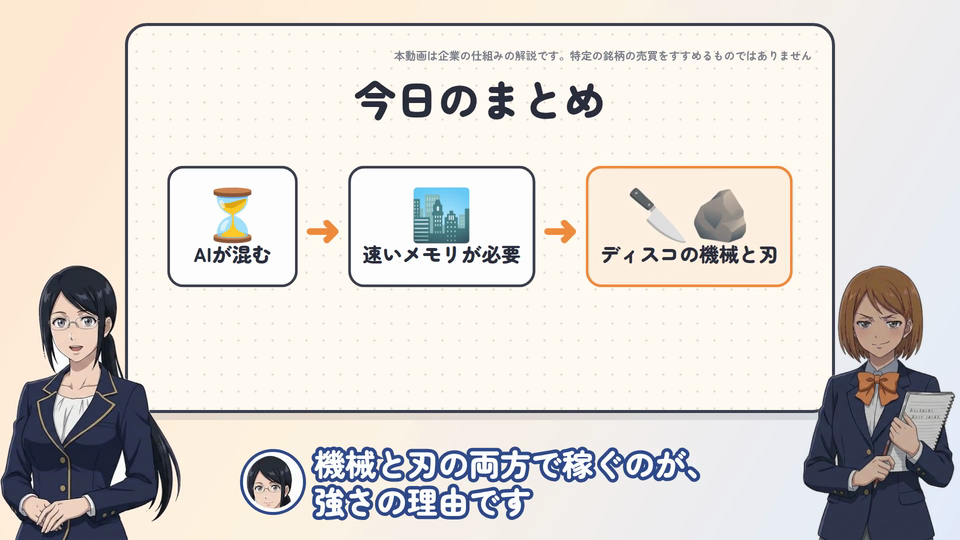 本動画は企業の仕組みの解説です。特定の銘柄の売買をすすめるものではありません
今日のまとめ
AIが混む
速いメモリが必要
ディスコの機械と刃
機械と刃の両方で稼ぐのが、
強さの理由です